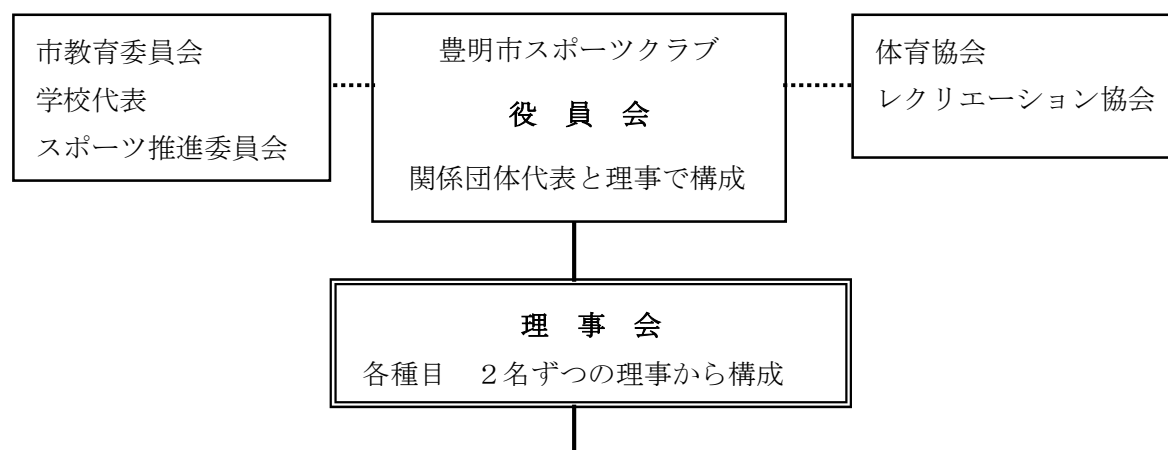 市教育委員会
学校代表
スポーツ推進委員会
豊明市スポーツクラブ
役　員　会
関係団体代表と理事で構成
体育協会
レクリエーション協会
理　事　会
各種目　２名ずつの理事から構成